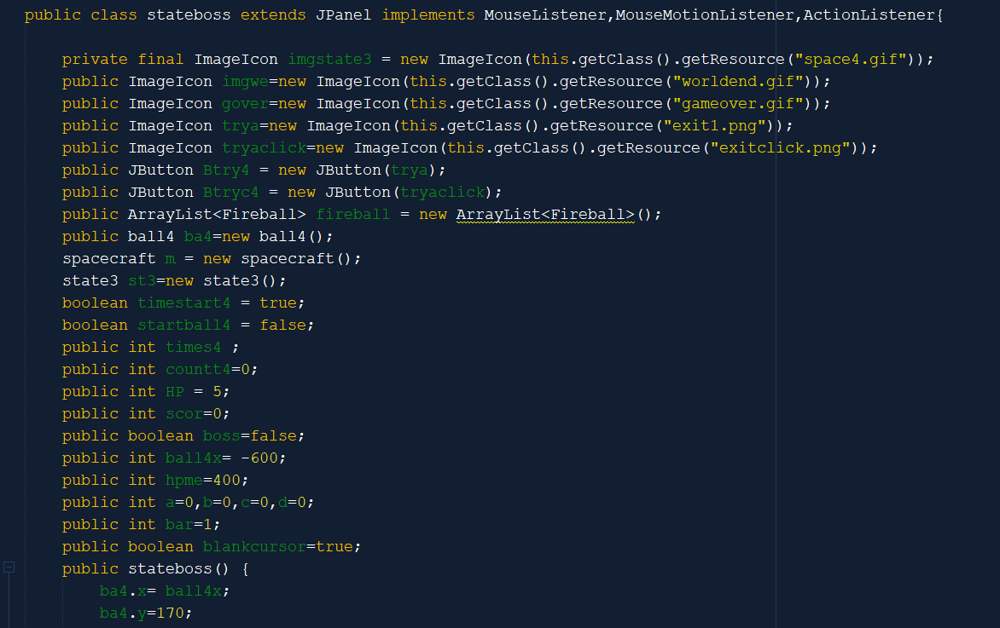 public class stateboss extends JPanel implements MouseListener,MouseMotionListener,ActionListener{
private final ImageIcon imgstate3 = new ImageIcon(this.getClass().getResource("space4.gif"));
public ImageIcon imgwe=new ImageIcon(this.getClass().getResource("worldend.gif"));
public ImageIcon gover=new ImageIcon(this.getClass().getResource("gameover.gif"));
public ImageIcon trya=new ImageIcon(this.getClass().getResource("exit1.png"));
public ImageIcon tryaclick=new ImageIcon(this.getClass().getResource("exitclick.png"));
public JButton Btry4 = new JButton(trya);
public JButton Btryc4 = new JButton(tryaclick);
public ArrayList<Fireball> fireball = new ArrayList<Fireball>();
public ball4 ba4=new ball4();
spacecraft m = new spacecraft();
state3 st3=new state3();
boolean timestart4 = true;
boolean startball4 = false;
public int times4 ;
public int countt4=0;
public int HP = 5;
public int scor=0;
public boolean boss=false;
public int ball4x= -600;
public int hpme=400;
public int a=0,b=0,c=0,d=0;
public int bar=1;
public boolean blankcursor=true;
public stateboss() {
ba4.x= ball4x;
ba4.y=170;